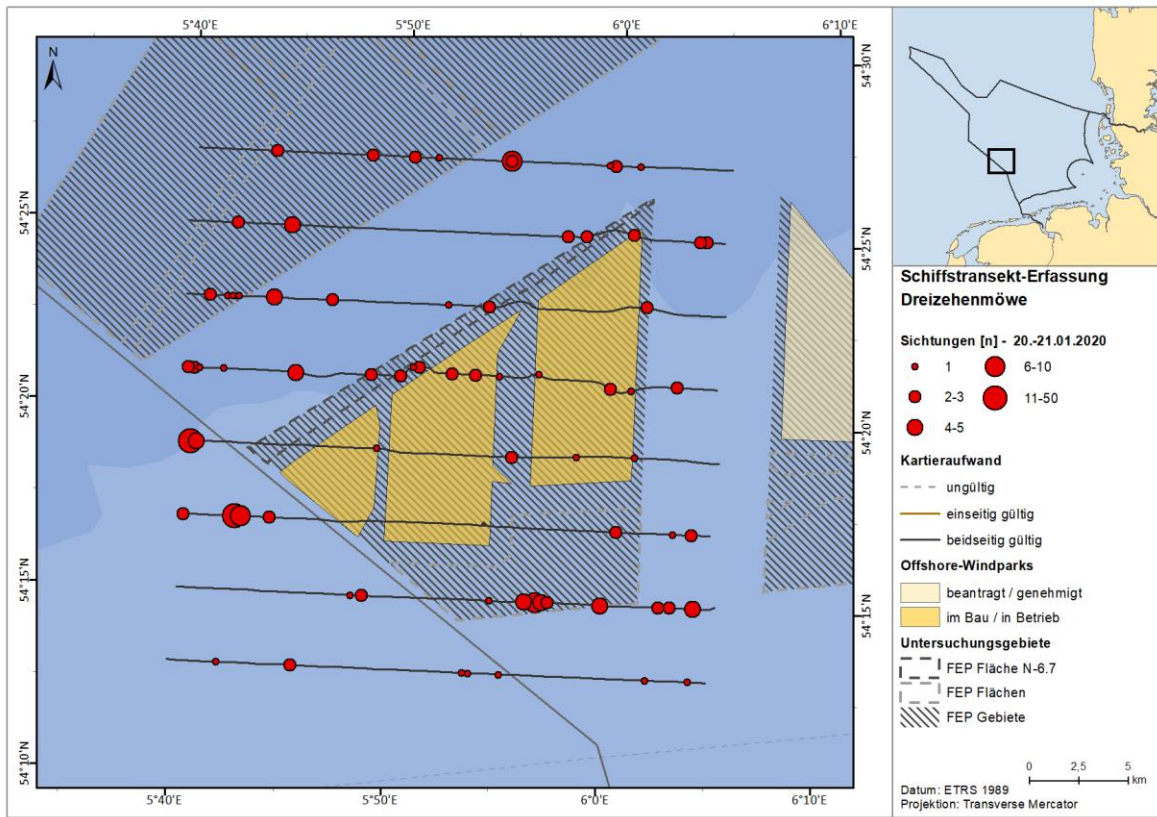 5°40'E 5°50'E 6°0'E 6°10'E
N
54°30'N
54°25'N 54°25'N
54°20'N 54°20'N
54°15'N 54°15'N
54°10'N
5°40'E 5°50'E 6°0'E 6°10'E
Schiffstransekt-Erfassung
Dreizehenmöwe
Sichtungen [n] - 20.-21.01.2020
1 6-10
2-3 11-50
4-5
Kartieraufwand
ungültig
einseitig gültig
beidseitig gültig
Offshore-Windparks
beantragt / genehmigt
im Bau / in Betrieb
Untersuchungsgebiete
FEP Fläche N-6.7
FEP Flächen
FEP Gebiete
0 2,5 5
km
Datum: ETRS 1989
Projektion: Transverse Mercator